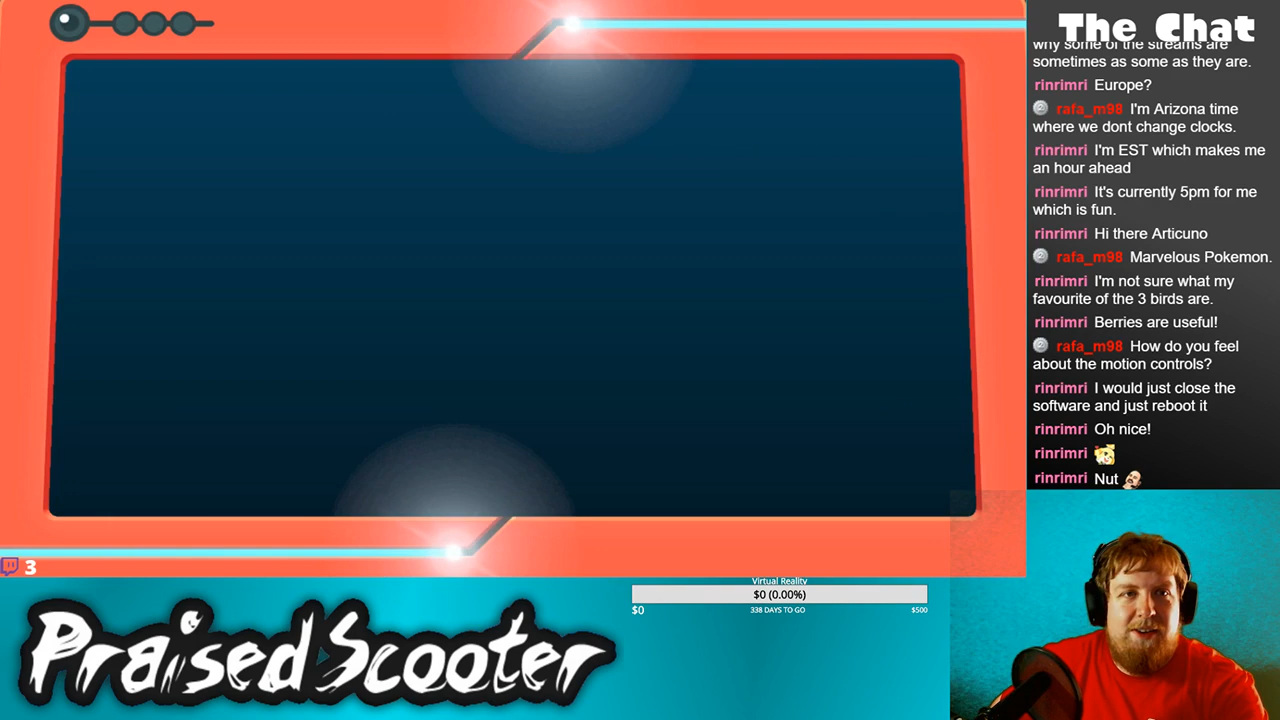 The Chat
why some of the streams are
sometimes as some as they are.
rinrimri Europe?
rafa_m98 I'm Arizona time
where we dont change clocks.
rinrimri I'm EST which makes me
an hour ahead
rinrimri It's currently 5pm for me
which is fun.
rinrimri Hi there Articuno
rafa_m98 Marvelous Pokemon.
rinrimri I'm not sure what my
favourite of the 3 birds are.
rinrimri Berries are useful!
rafa_m98 How do you feel
about the motion controls?
rinrimri I would just close the
software and just reboot it
rinrimri Oh nice!
rinrimri
rinrimri Nut
3
Virtual Reality
$0 (0.00%)
$0 338 DAYS TO GO $500
PraisedScooter